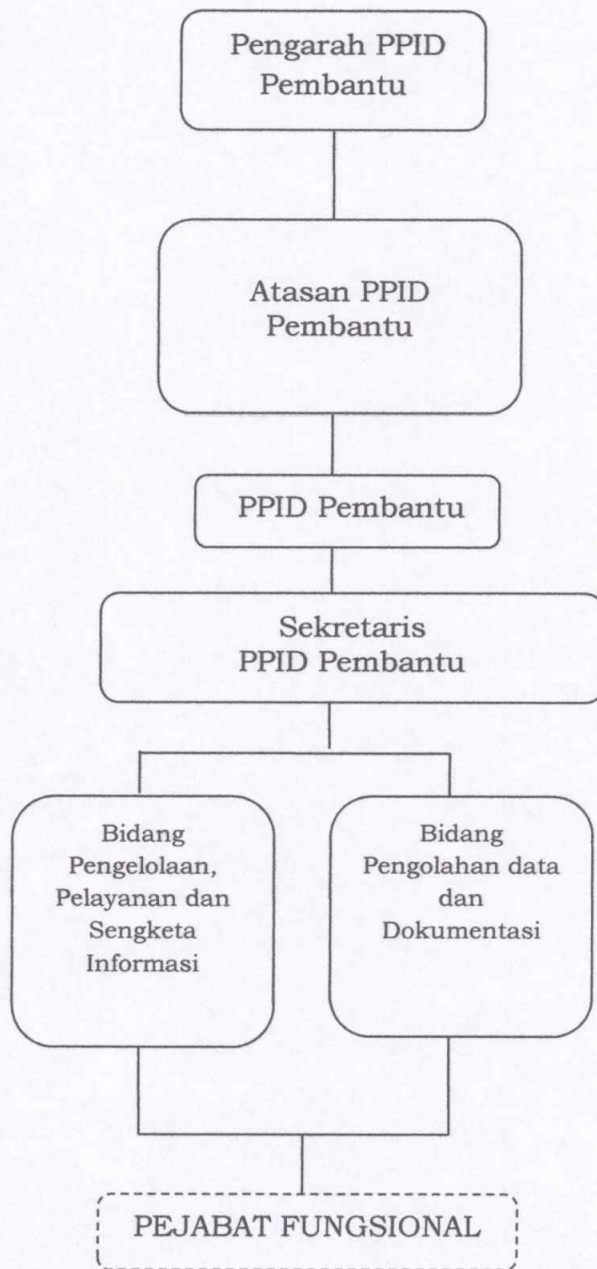 Pengarah PPID
Pembantu
Atasan PPID
Pembantu
PPID Pembantu
Sekretaris
PPID Pembantu
Bidang
Pengelolaan,
Pelayanan dan
Sengketa
Informasi
Bidang
Pengolahan data
dan
Dokumentasi
PEJABAT FUNGSIONAL